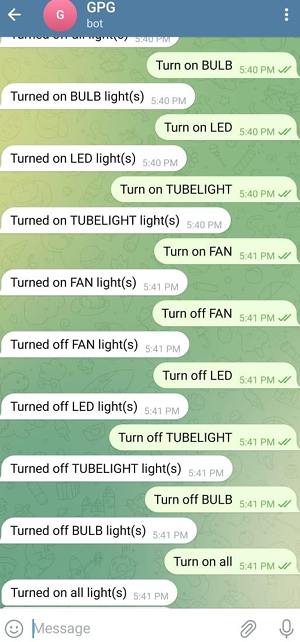 GPG
bot
Turned on all light(s) 5:40 PM
Turn on BULB 5:40 PM
Turned on BULB light(s) 5:40 PM
Turn on LED 5:40 PM
Turned on LED light(s) 5:40 PM
Turn on TUBELIGHT 5:40 PM
Turned on TUBELIGHT light(s) 5:40 PM
Turn on FAN 5:41 PM
Turned on FAN light(s) 5:41 PM
Turn off FAN 5:41 PM
Turned off FAN light(s) 5:41 PM
Turn off LED 5:41 PM
Turned off LED light(s) 5:41 PM
Turn off TUBELIGHT 5:41 PM
Turned off TUBELIGHT light(s) 5:41 PM
Turn off BULB 5:41 PM
Turned off BULB light(s) 5:41 PM
Turn on all 5:41 PM
Turned on all light(s) 5:41 PM
Message